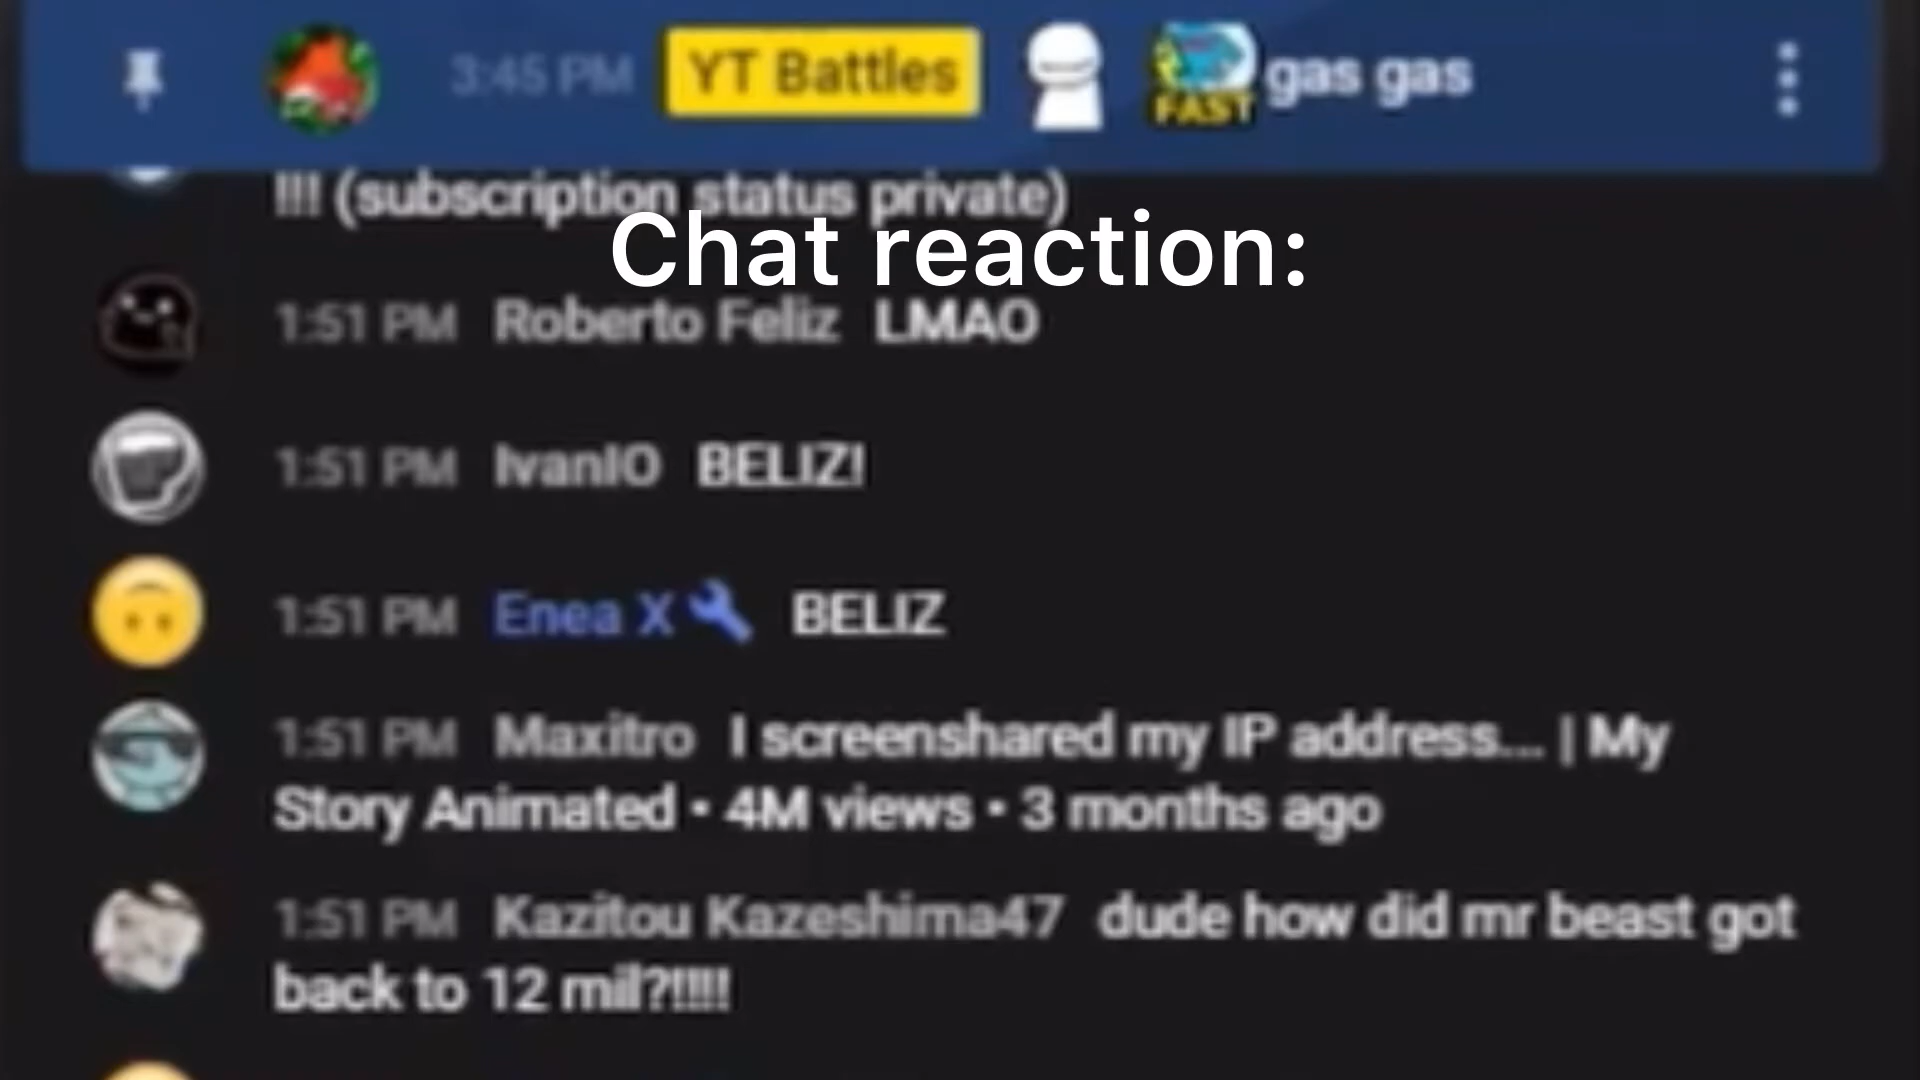 3:45 PM YT Battles FAST gas gas
!!! (subscription status private)
Chat reaction:
1:51 PM Roberto Feliz LMAO
1:51 PM IvanIO BELIZ!
1:51 PM Enea X BELIZ
1:51 PM Maxitro I screenshared my IP address... | My
Story Animated • 4M views • 3 months ago
1:51 PM Kazitou Kazeshima47 dude how did mr beast got
back to 12 mil?!!!!